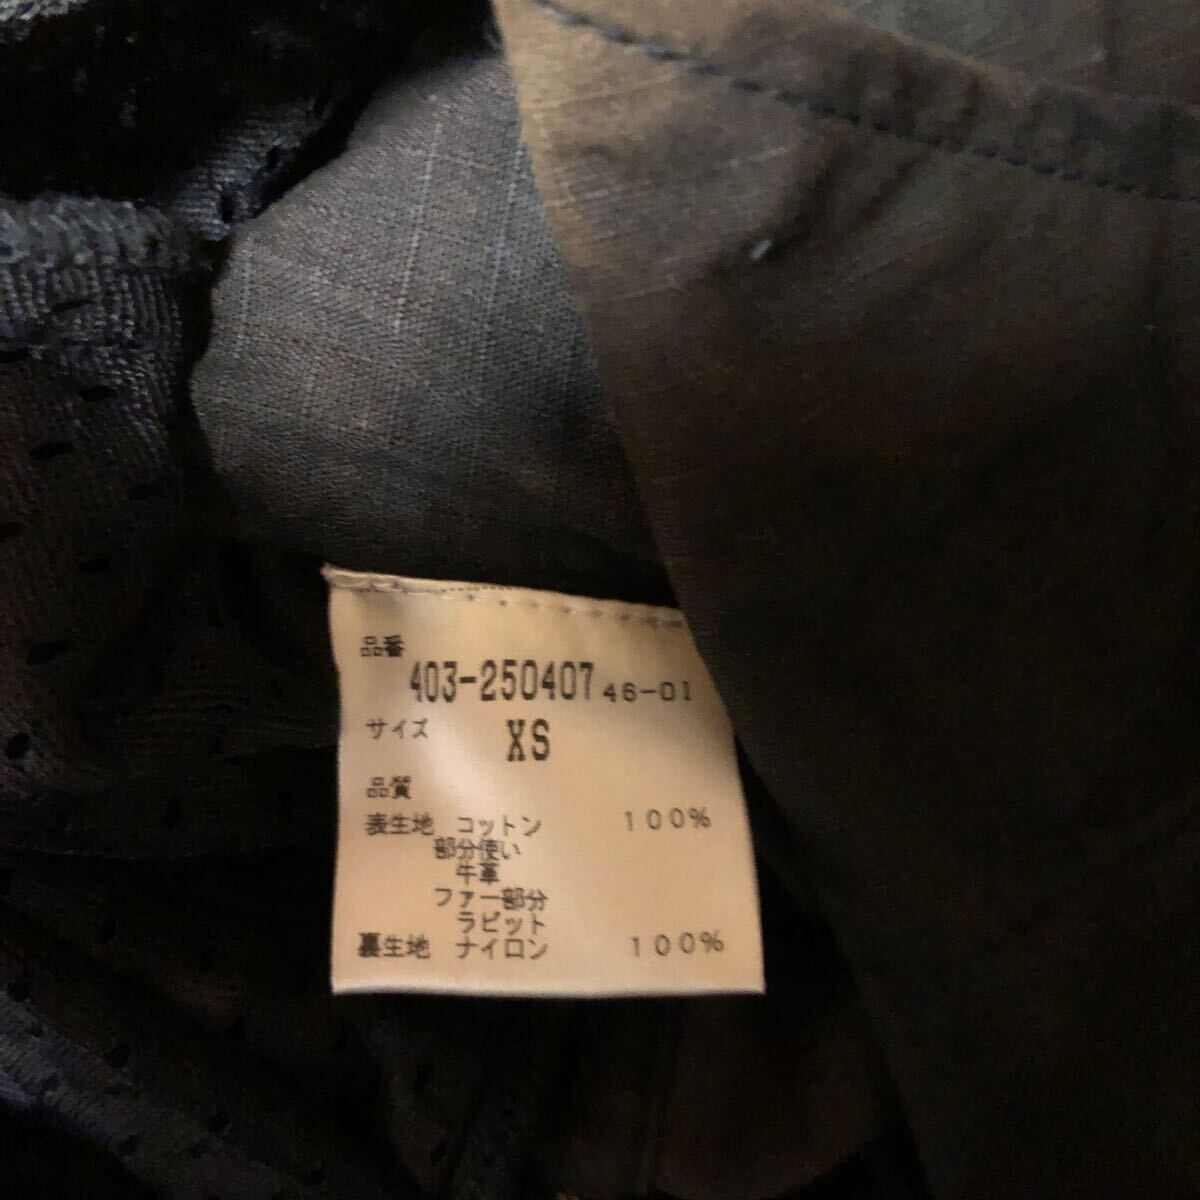 品番
403-250407 46-01
サイズ XS
品質
表生地 コットン 100%
部分使い
牛革
ファー部分
ラビット
裏生地 ナイロン 100%